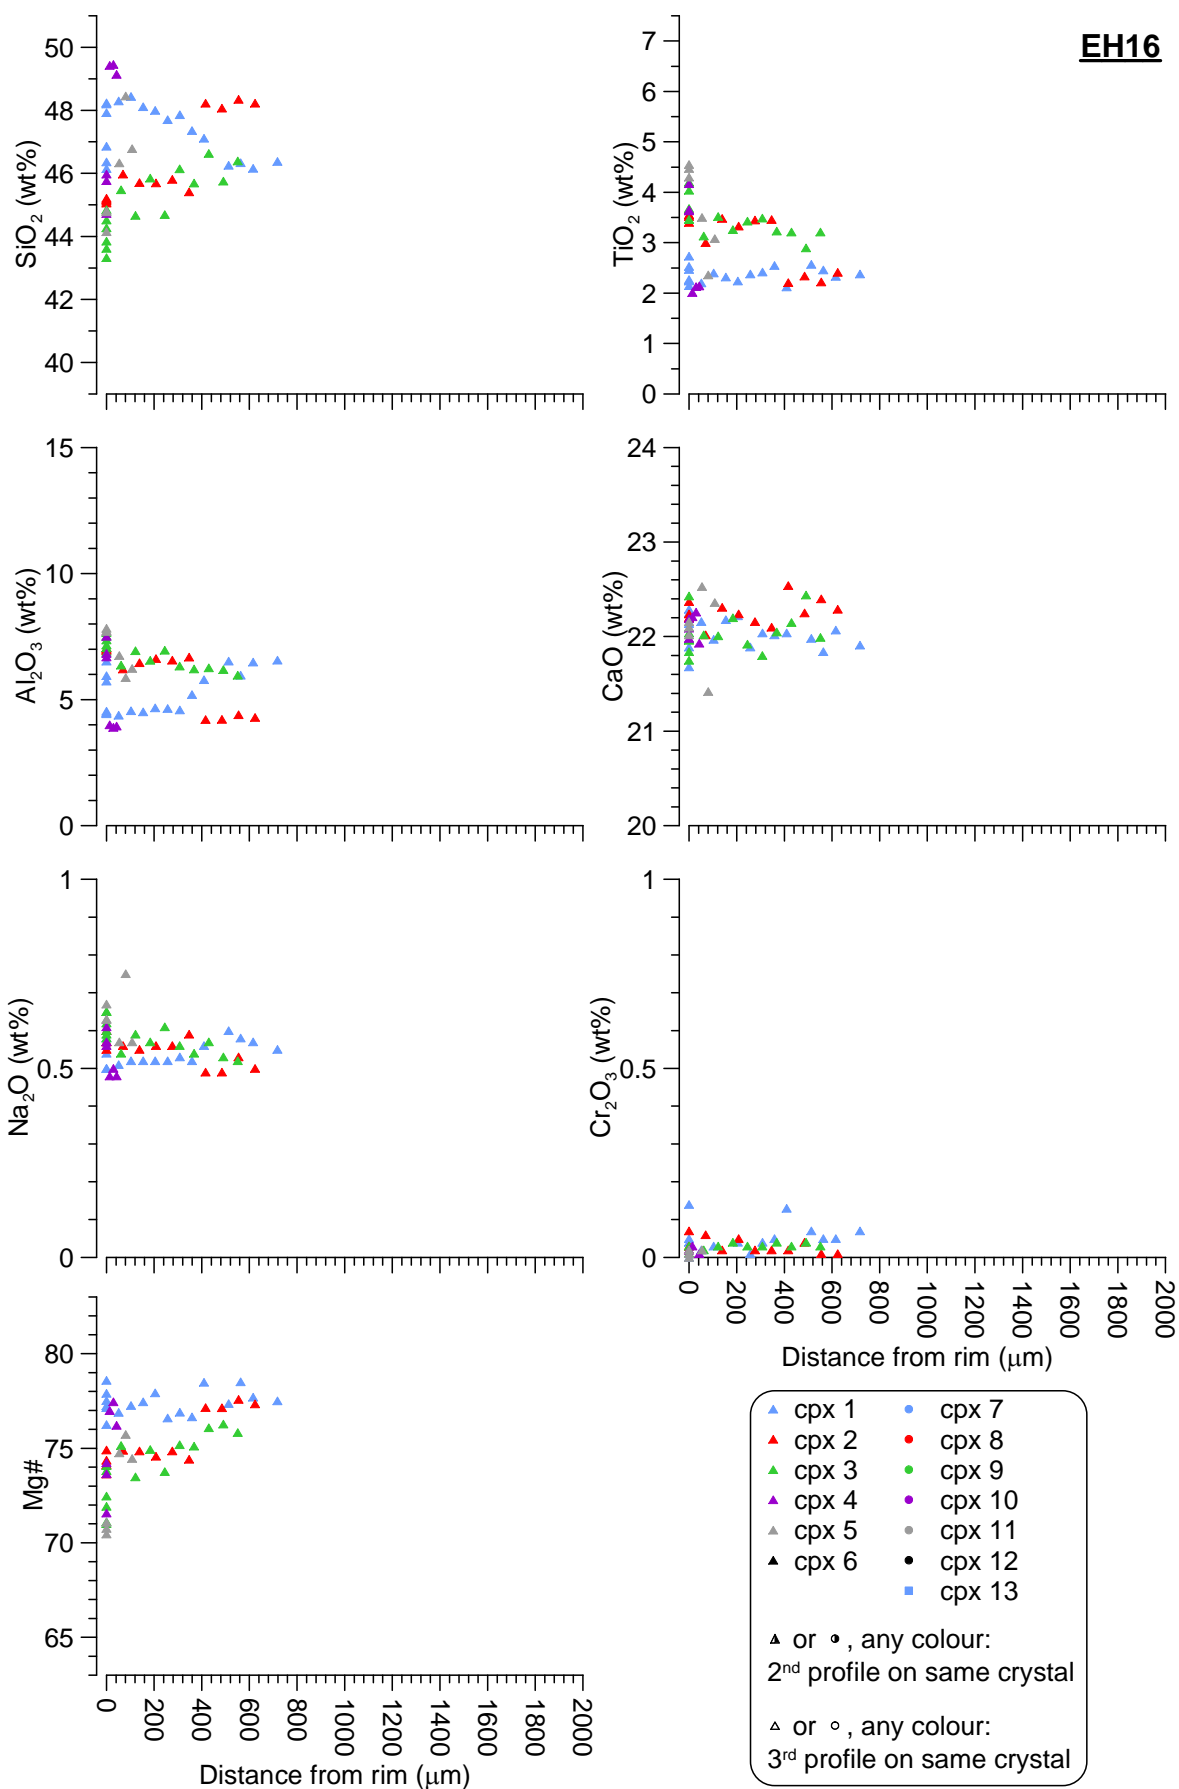 EH16
50
48
46
44
42
40
SiO₂ (wt%)
7
6
5
4
3
2
1
0
TiO₂ (wt%)
15
10
5
0
Al₂O₃ (wt%)
24
23
22
21
20
CaO (wt%)
1
0.5
0
Na₂O (wt%)
1
0.5
0
Cr₂O₃ (wt%)
0 200 400 600 800 1000 1200 1400 1600 1800 2000
Distance from rim (µm)
80
75
70
65
Mg#
0 200 400 600 800 1000 1200 1400 1600 1800 2000
Distance from rim (µm)
cpx 1 cpx 7
cpx 2 cpx 8
cpx 3 cpx 9
cpx 4 cpx 10
cpx 5 cpx 11
cpx 6 cpx 12
cpx 13
or , any colour:
2nd profile on same crystal
or , any colour:
3rd profile on same crystal